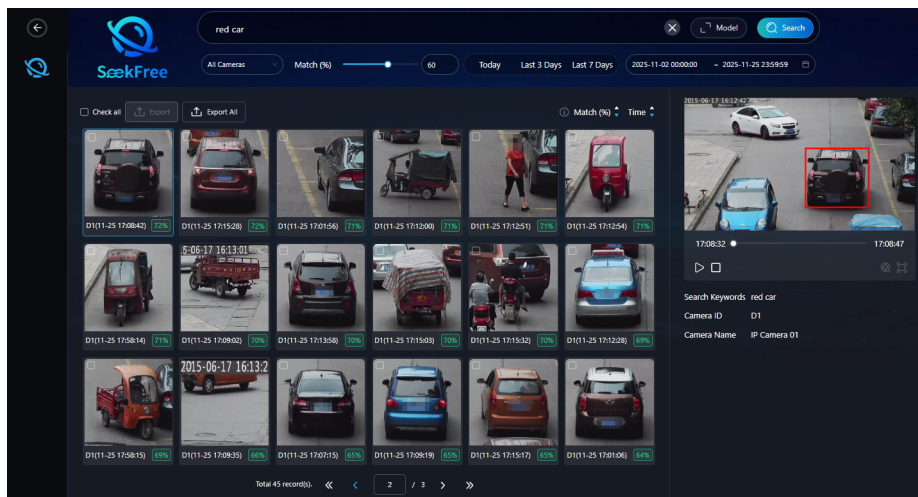 red car
Model
Search
SeekFree
All Cameras
Match (%)
60
Today
Last 3 Days
Last 7 Days
2025-11-02 00:00:00 ~ 2025-11-25 23:59:59
Check all
Export
Export All
Match (%)
Time
D1(11-25 17:08:42) 72%
D1(11-25 17:15:28) 72%
D1(11-25 17:01:56) 71%
D1(11-25 17:12:00) 71%
D1(11-25 17:12:51) 71%
D1(11-25 17:12:54) 71%
5-06-17 16:13:01
D1(11-25 17:58:14) 71%
D1(11-25 17:09:02) 70%
D1(11-25 17:13:58) 70%
D1(11-25 17:15:03) 70%
D1(11-25 17:15:32) 70%
D1(11-25 17:12:28) 69%
2015-06-17 16:13:2
D1(11-25 17:58:15) 69%
D1(11-25 17:09:35) 66%
D1(11-25 17:07:15) 65%
D1(11-25 17:09:19) 65%
D1(11-25 17:15:17) 65%
D1(11-25 17:01:06) 64%
Total 45 record(s).
2 / 3
2015-06-17 16:12:42
17:08:32
17:08:47
Search Keywords red car
Camera ID D1
Camera Name IP Camera 01